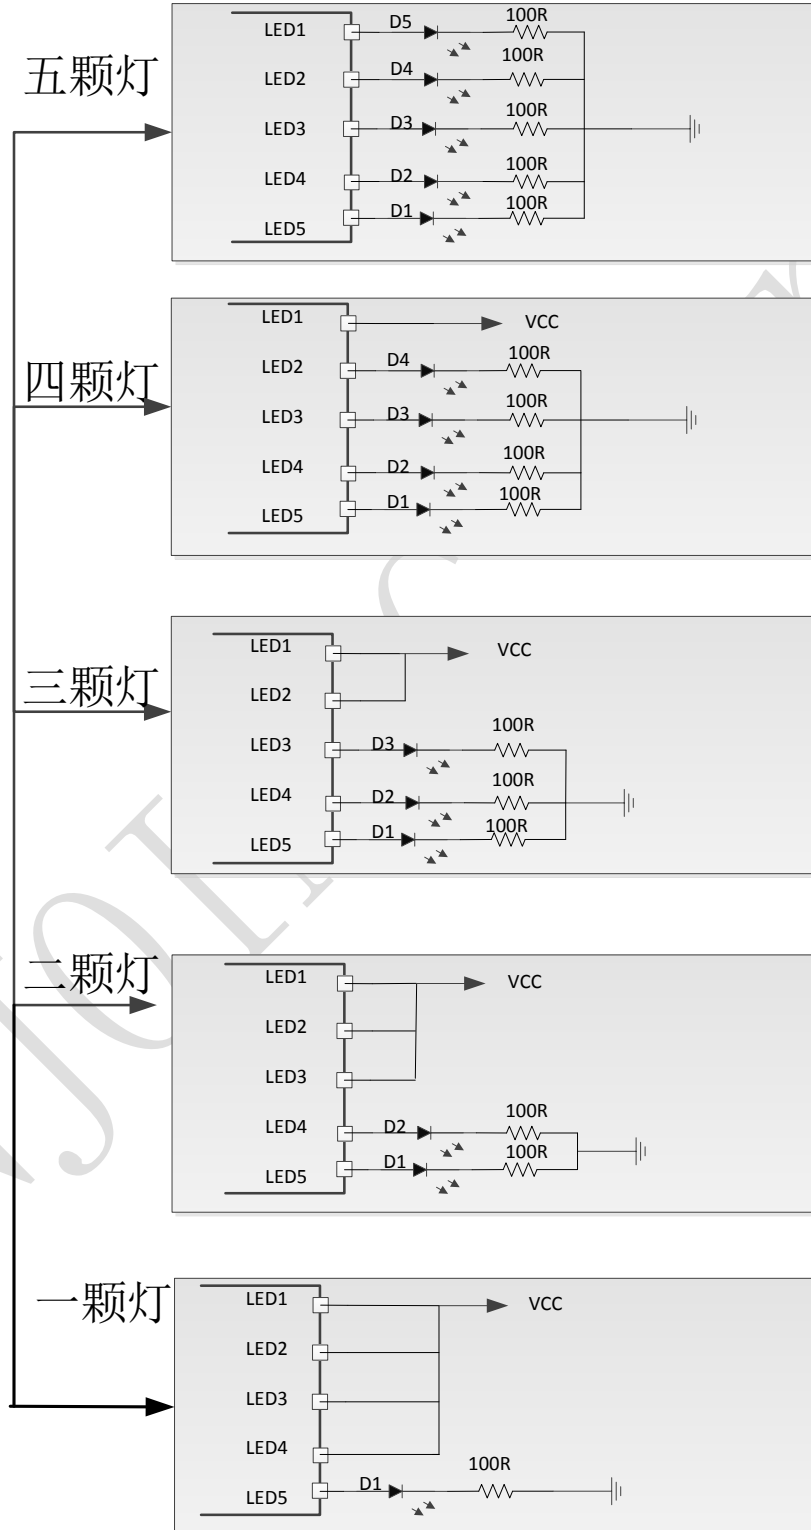 五颗灯
LED1
D5
100R
LED2
D4
100R
LED3
D3
100R
LED4
D2
100R
LED5
D1
100R
四颗灯
LED1
VCC
LED2
D4
100R
LED3
D3
100R
LED4
D2
100R
LED5
D1
100R
三颗灯
LED1
VCC
LED2
LED3
D3
100R
LED4
D2
100R
LED5
D1
100R
二颗灯
LED1
VCC
LED2
LED3
LED4
D2
100R
LED5
D1
100R
一颗灯
LED1
VCC
LED2
LED3
LED4
LED5
D1
100R